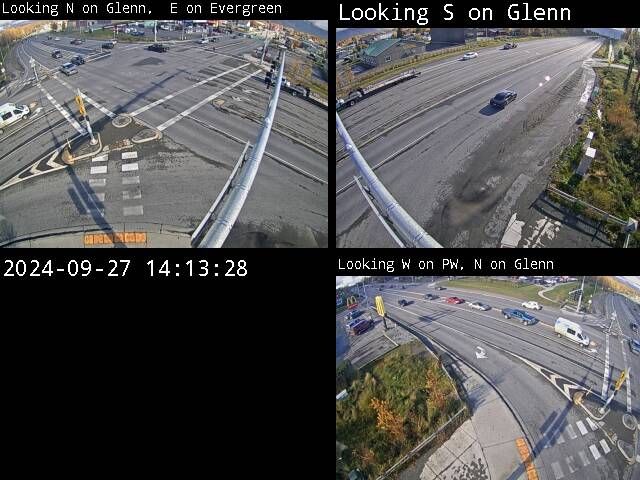 Looking N on Glenn,  E on Evergreen
Looking S on Glenn
2024-09-27 14:13:28
Looking W on PW, N on Glenn